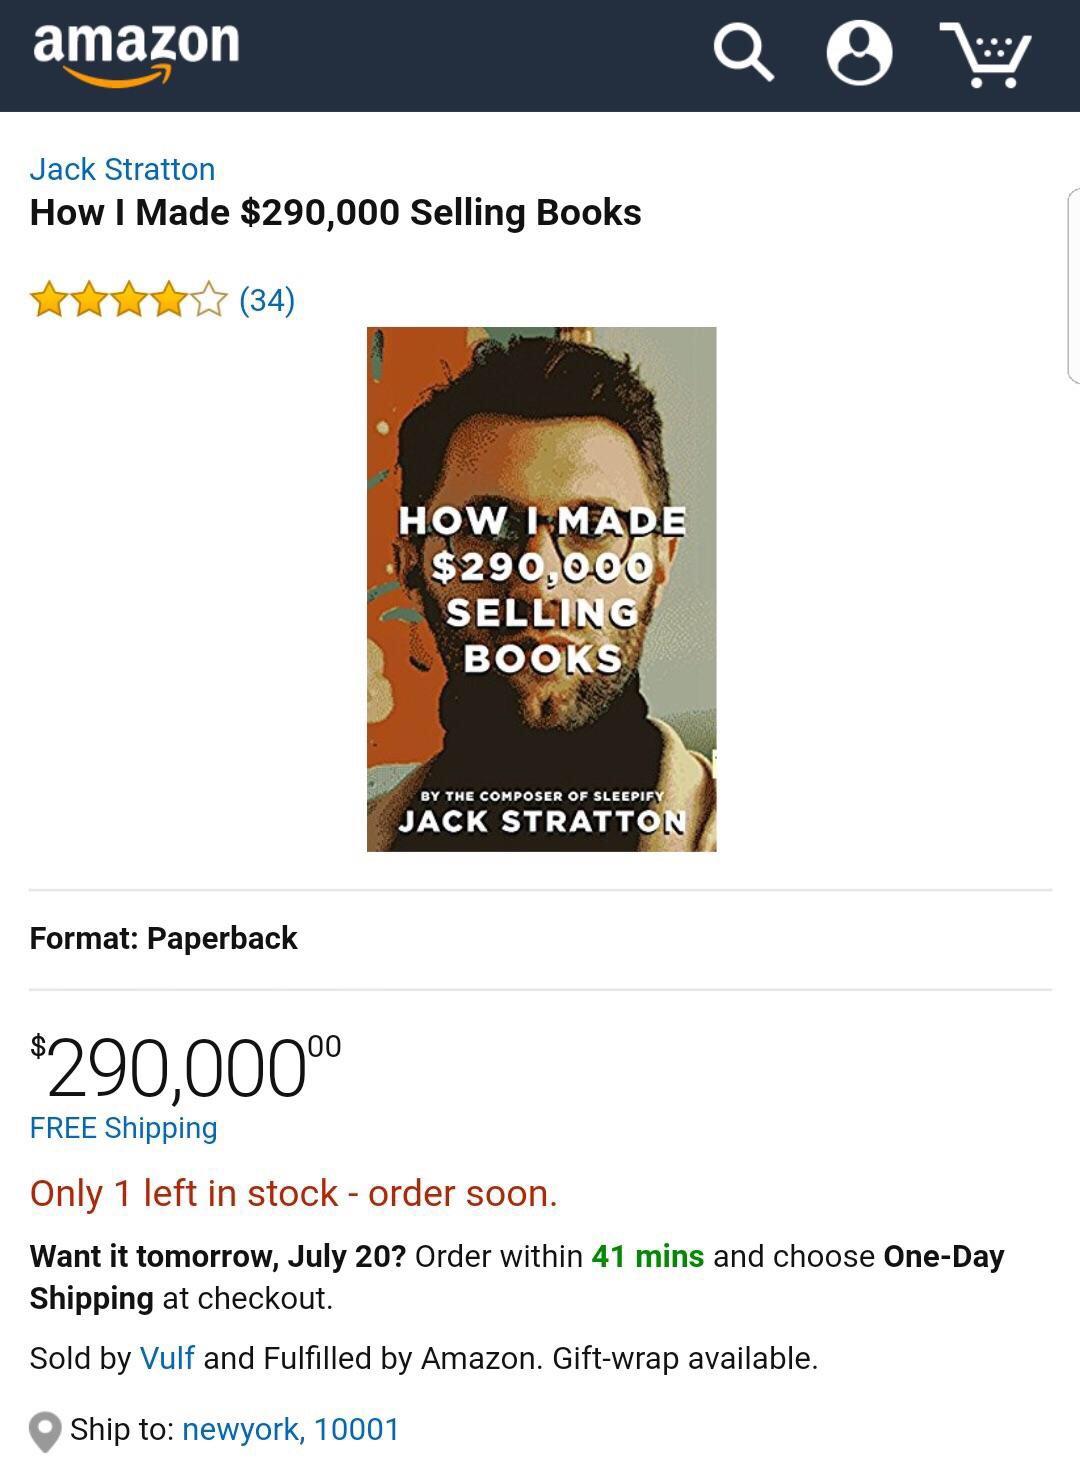 amazon
Jack Stratton
How I Made $290,000 Selling Books
(34)
HOW I MADE
$290,000
SELLING
BOOKS
BY THE COMPOSER OF SLEEPIFY
JACK STRATTON
Format: Paperback
$290,00000
FREE Shipping
Only 1 left in stock - order soon.
Want it tomorrow, July 20? Order within 41 mins and choose One-Day
Shipping at checkout.
Sold by Vulf and Fulfilled by Amazon. Gift-wrap available.
Ship to: newyork, 10001